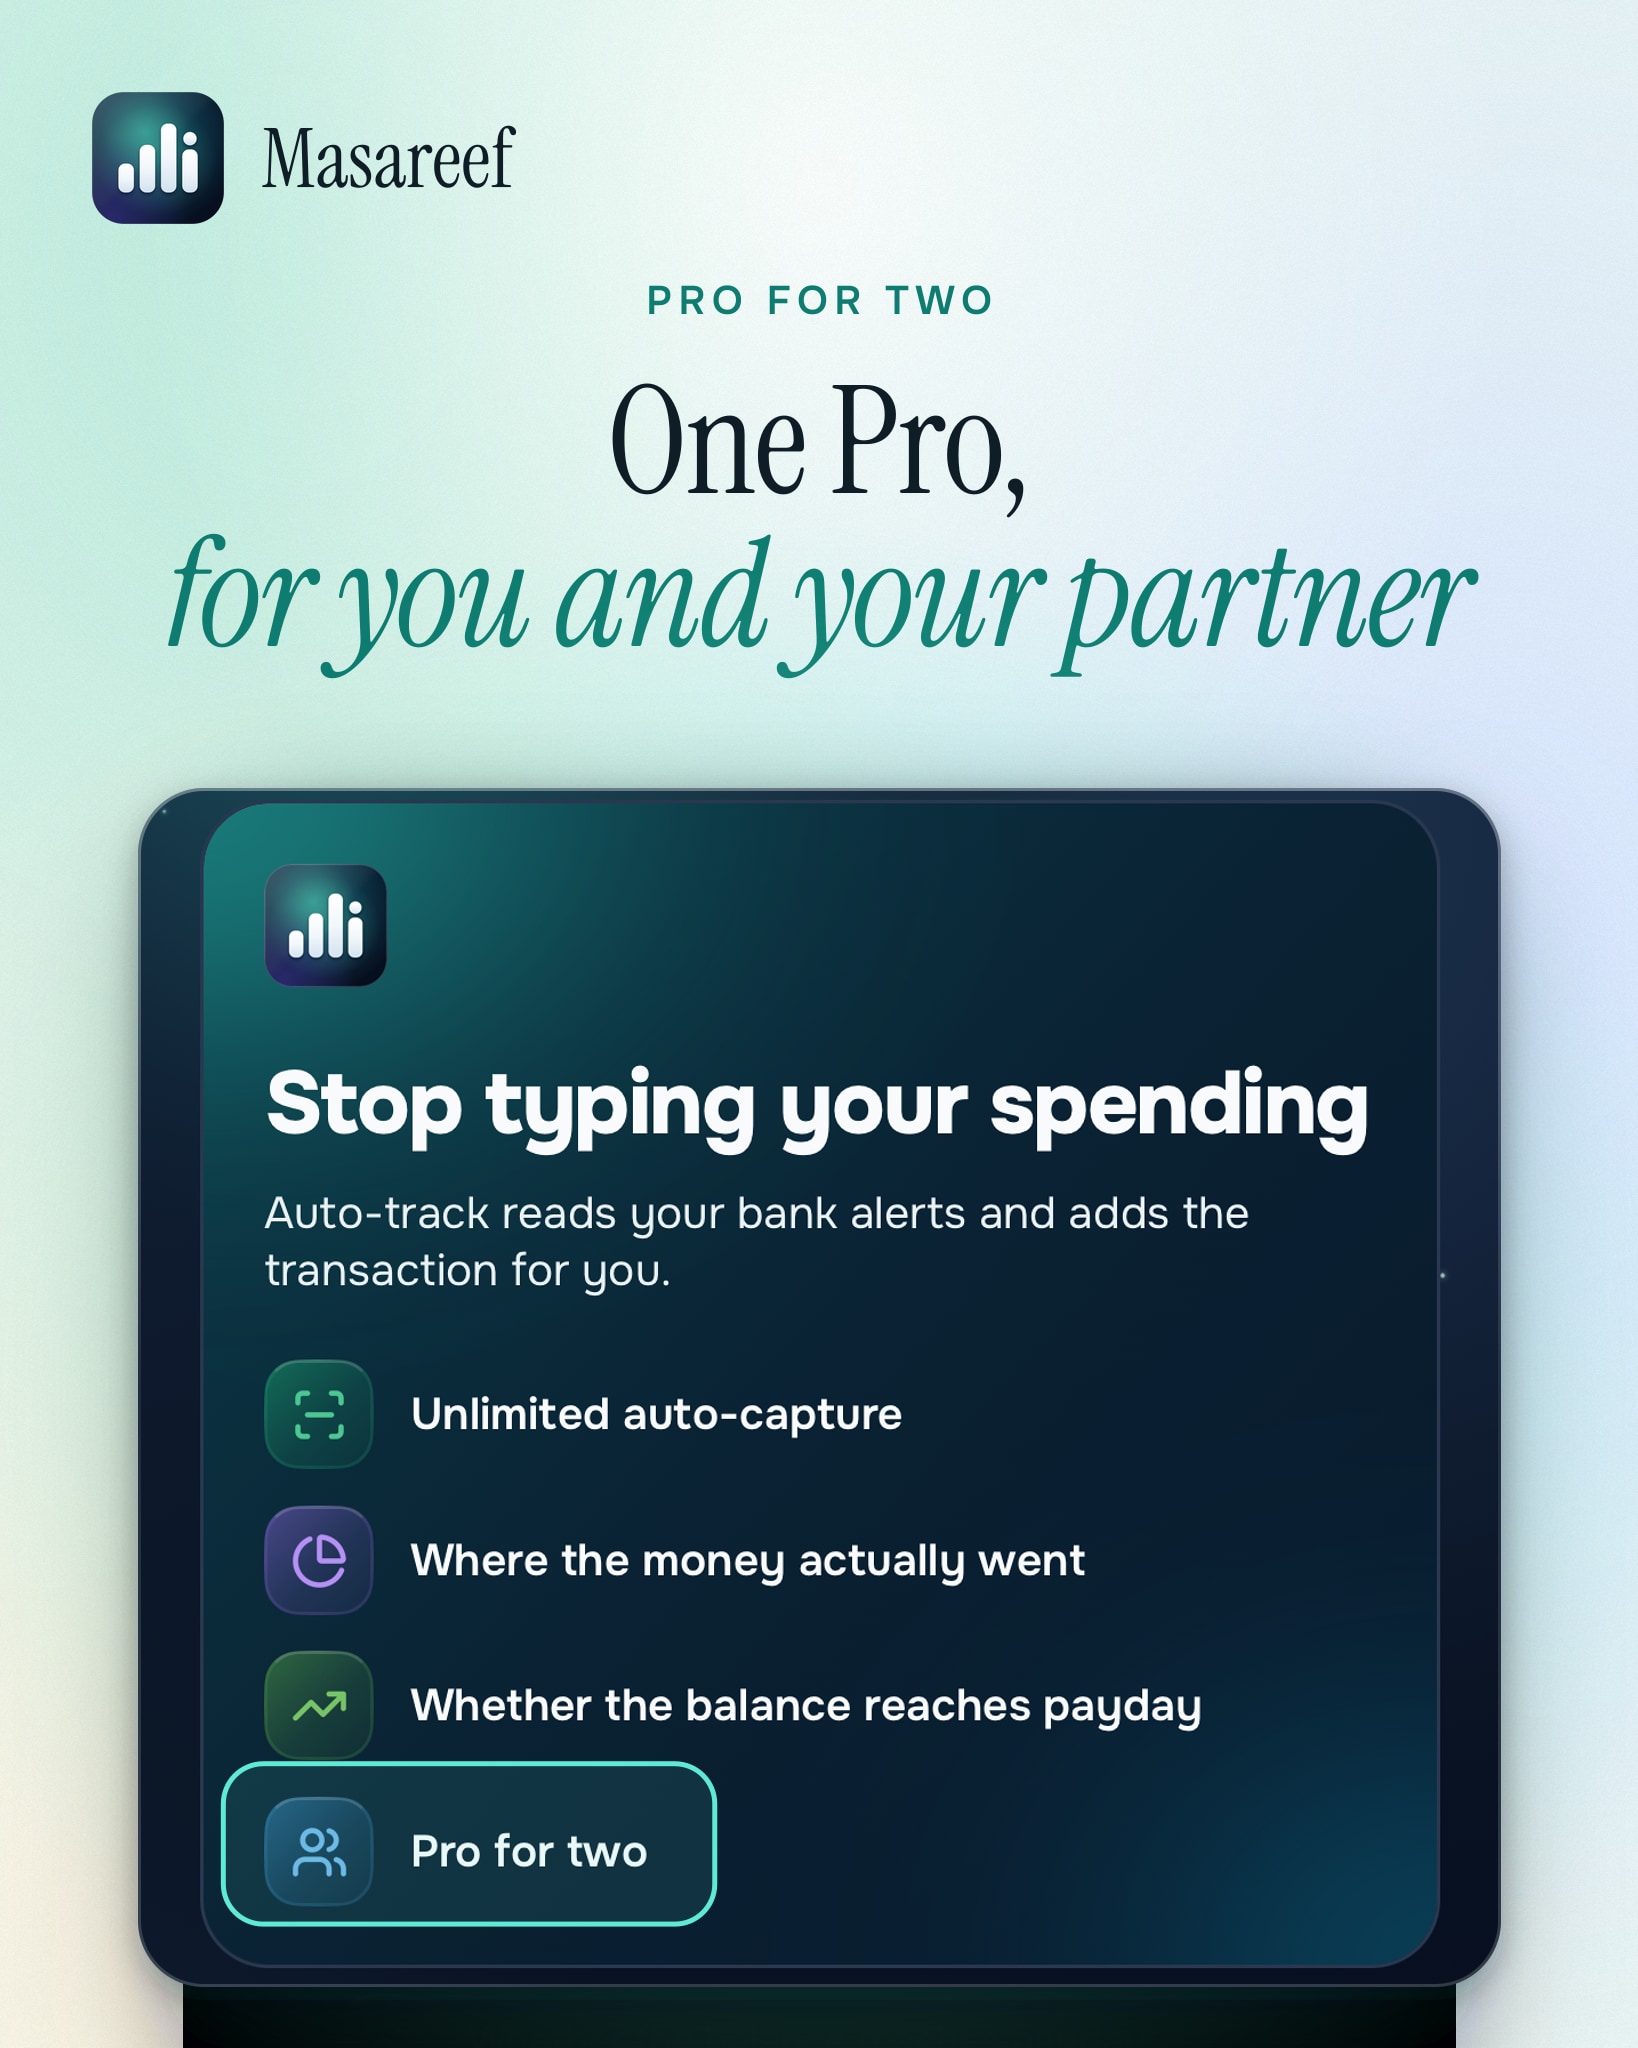 Masareef
PRO FOR TWO
One Pro,
for you and your partner
Stop typing your spending
Auto-track reads your bank alerts and adds the
transaction for you.
Unlimited auto-capture
Where the money actually went
Whether the balance reaches payday
Pro for two